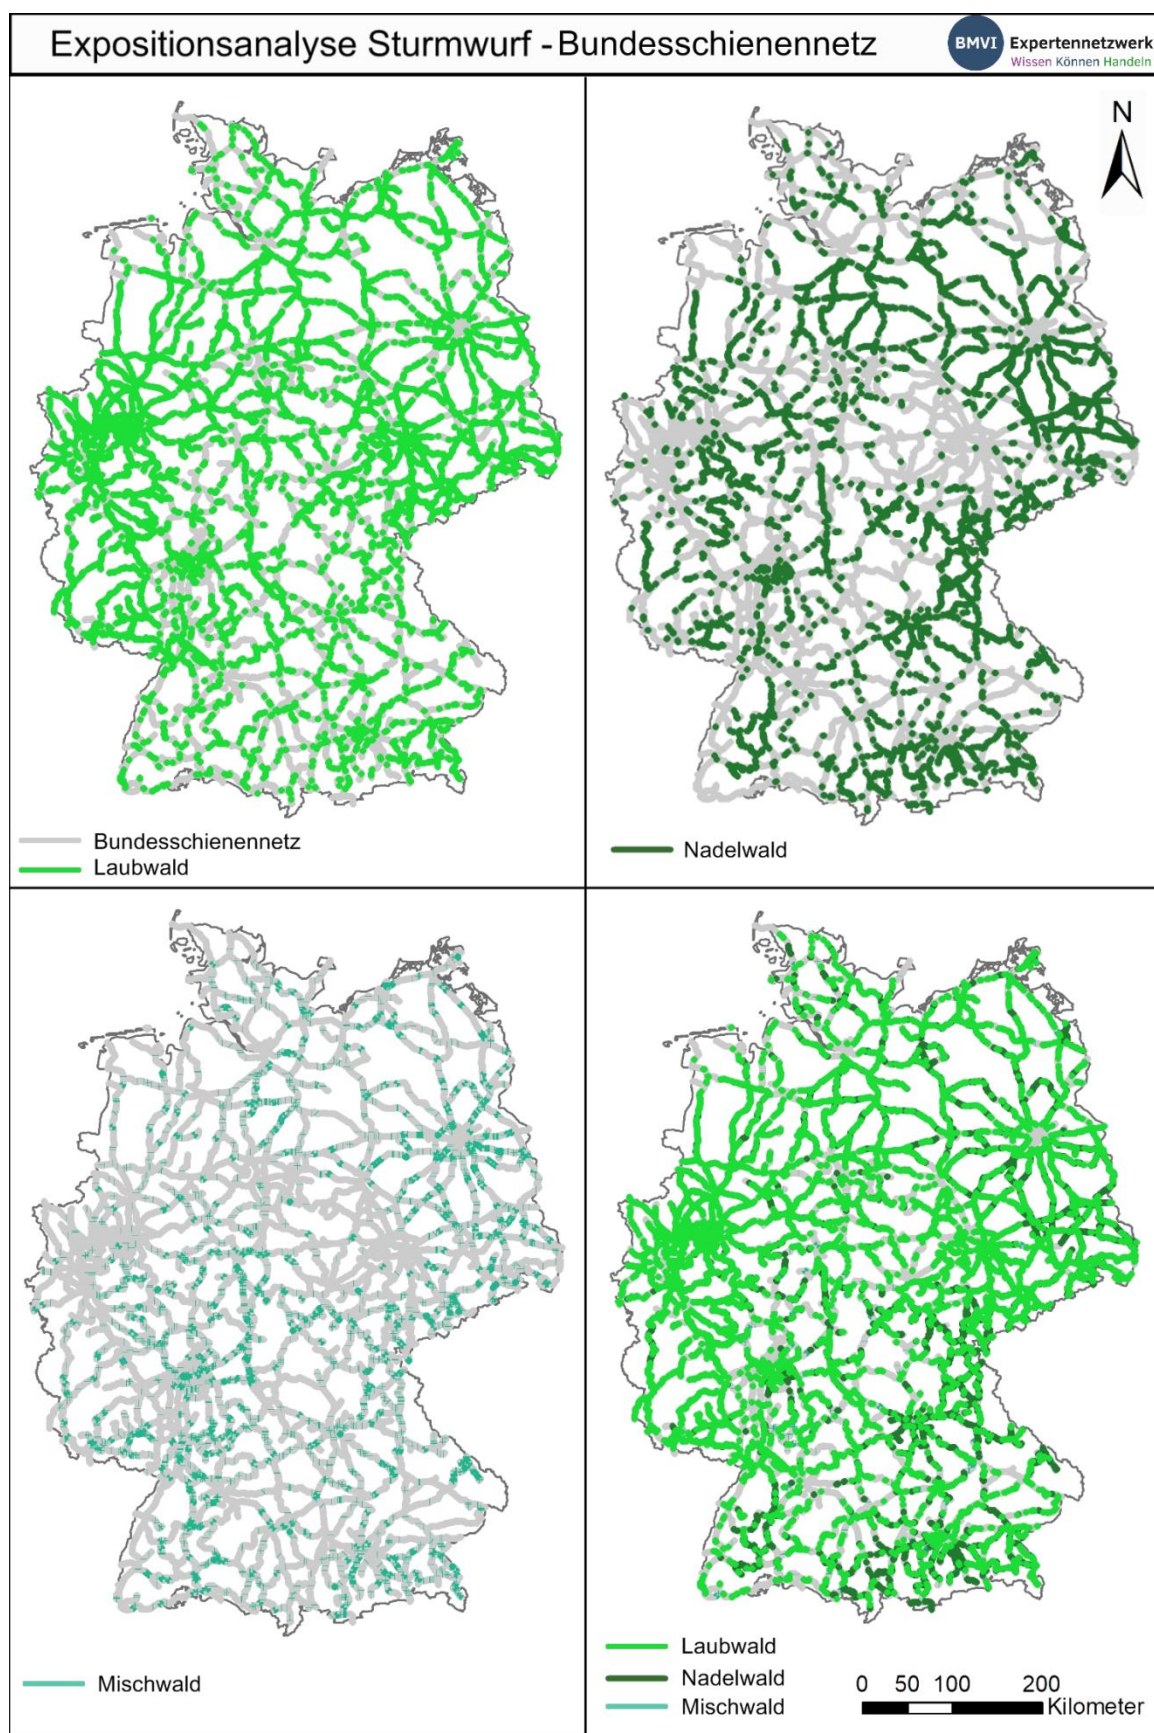 Expositionsanalyse Sturmwurf - Bundesschienennetz
BMVI Expertennetzwerk
Wissen Können Handeln
N
Bundesschienennetz
Laubwald
Nadelwald
Mischwald
Laubwald
Nadelwald
Mischwald
0 50 100 200
Kilometer